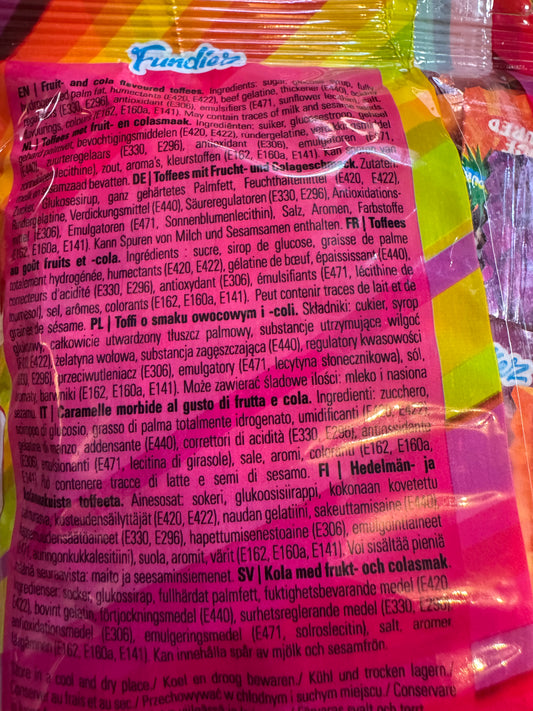 Fundiez
EN | Fruit- and cola flavoured toffees. Ingredients: sugar, glucose syrup, fully
hydrogenated palm fat, humectants (E420, E422), beef gelatine, thickener (E440), acidity
(E330, E296), antioxidant (E306), emulsifiers (E471, sunflower lecithin), salt,
flavourings, colours (E162, E160a, E141). May contain traces of milk and sesame
NL | Toffees met fruit- en colasmaak. Ingrediënten: suiker, glucosestroop, geheel
gehard palmvet, bevochtigingsmiddelen (E420, E422), rundergelatine, verdikkingsmiddel
(E440), zuurteregelaars (E330, E296), antioxidant (E306), emulgatoren (E471,
lecithine), zout, aroma's, kleurstoffen (E162, E160a, E141). Kan sporen van
melk en sesamzaad bevatten. DE | Toffees mit Frucht- und Colageschmack. Zutaten:
Zucker, Glukosesirup, ganz gehärtetes Palmfett, Feuchthaltemittel (E420, E422),
Rindergelatine, Verdickungsmittel (E440), Säureregulatoren (E330, E296), Antioxidations-
mittel (E306), Emulgatoren (E471, Sonnenblumenlecithin), Salz, Aromen, Farbstoffe
(E162, E160a, E141). Kann Spuren von Milch und Sesamsamen enthalten. FR | Toffees
au goût fruits et -cola. Ingrédients : sucre, sirop de glucose, graisse de palme
totalement hydrogénée, humectants (E420, E422), gélatine de bœuf, épaississant (E440),
correcteurs d'acidité (E330, E296), antioxydant (E306), émulsifiants (E471, lécithine de
tournesol), sel, arômes, colorants (E162, E160a, E141). Peut contenir traces de lait et de
graines de sésame. PL | Toffi o smaku owocowym i -coli. Składniki: cukier, syrop
glukozowy, całkowicie utwardzony tłuszcz palmowy, substancje utrzymujące wilgoć
(E420, E422), żelatyna wołowa, substancja zagęszczająca (E440), regulatory kwasowości
(E330, E296), przeciwutleniacz (E306), emulgatory (E471, lecytyna słonecznikowa), sól,
aromaty, barwniki (E162, E160a, E141). Może zawierać śladowe ilości: mleko i nasiona
sezamu. IT | Caramelle morbide al gusto di frutta e cola. Ingredienti: zucchero,
sciroppo di glucosio, grasso di palma totalmente idrogenato, umidificanti (E420, E422),
gelatina di manzo, addensante (E440), correttori di acidità (E330, E296), antiossidante
(E306), emulsionanti (E471, lecitina di girasole), sale, aromi, coloranti (E162, E160a,
E141). Può contenere tracce di latte e semi di sesamo. FI | Hedelmän- ja
kolanmakuista toffeeta. Ainesosat: sokeri, glukoosisiirappi, kokonaan kovetettu
palmurasva, kosteudensäilyttäjät (E420, E422), naudan gelatiini, sakeuttamisaine (E440),
happamuudensäätöaineet (E330, E296), hapettumisenestoaine (E306), emulgointiaineet
(E471, auringonkukkalesitiini), suola, aromit, värit (E162, E160a, E141). Voi sisältää pieniä
määriä seuraavista: maito ja seesaminsiemenet. SV | Kola med frukt- och colasmak.
Ingredienser: socker, glukossirap, fullhärdat palmfett, fuktighetsbevarande medel (E420,
E422), bovint gelatin, förtjockningsmedel (E440), surhetsreglerande medel (E330, E296),
antioxidationsmedel (E306), emulgeringsmedel (E471, solroslecitin), salt, aromer,
färgämnen (E162, E160a, E141). Kan innehålla spår av mjölk och sesamfrön.
Store in a cool and dry place./ Koel en droog bewaren./ Kühl und trocken lagern./
Conserver au frais et au sec./ Przechowywać w chłodnym i suchym miejscu./ Conservare